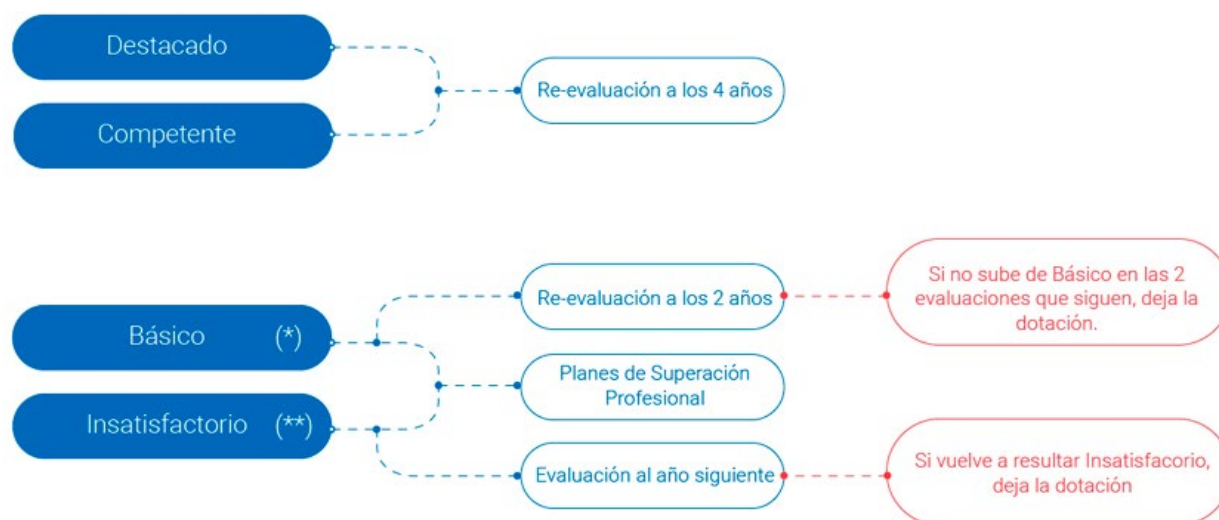 Destacado
Competente
Re-evaluación a los 4 años
Básico (*)
Insatisfactorio (**)
Re-evaluación a los 2 años
Planes de Superación
Profesional
Evaluación al año siguiente
Si no sube de Básico en las 2
evaluaciones que siguen, deja la
dotación.
Si vuelve a resultar Insatisfacorio,
deja la dotación